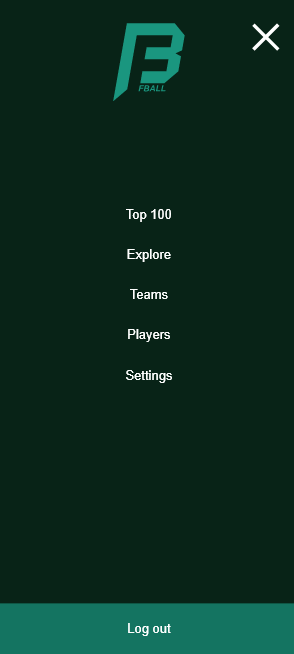 FBALL
Top 100
Explore
Teams
Players
Settings
Log out